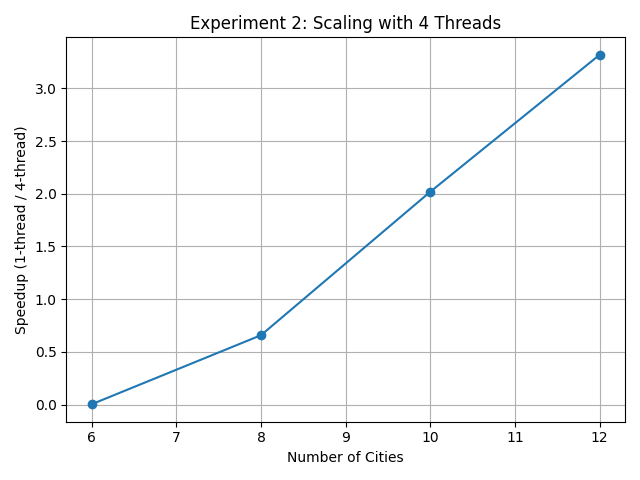 Experiment 2: Scaling with 4 Threads
Speedup (1-thread / 4-thread)
3.0
2.5
2.0
1.5
1.0
0.5
0.0
6 7 8 9 10 11 12
Number of Cities